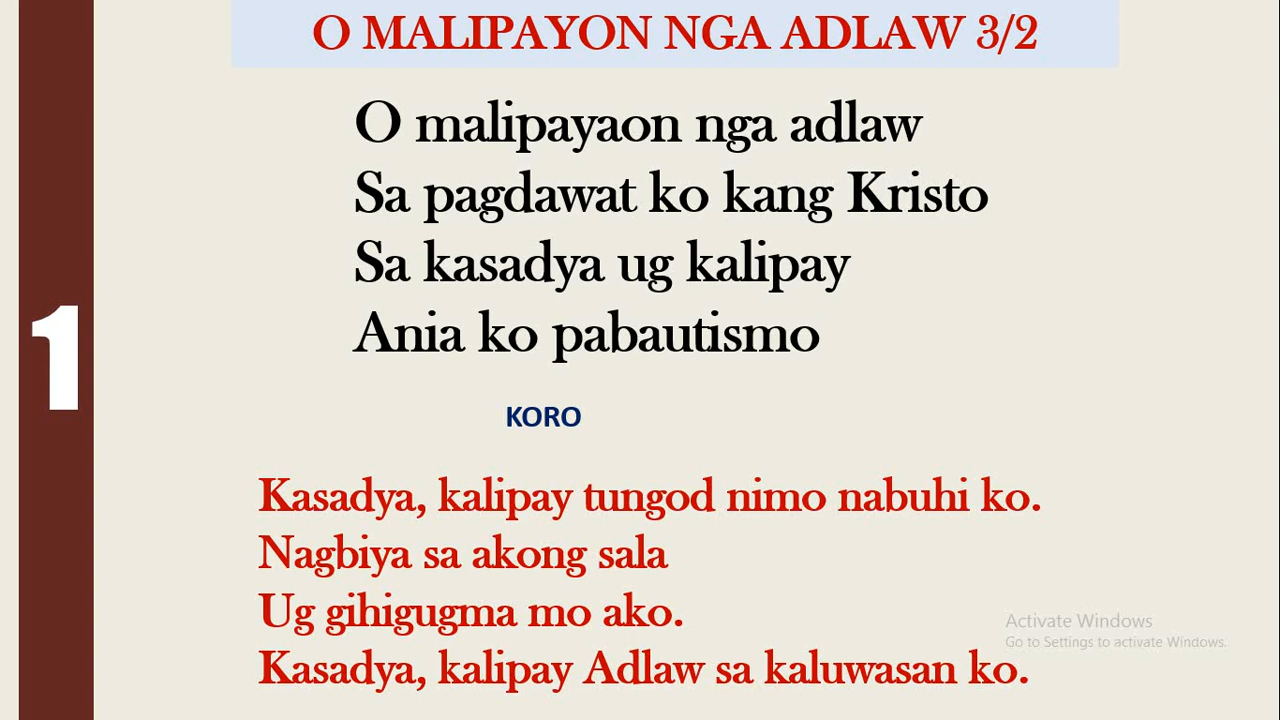 O MALIPAYON NGA ADLAW 3/2
O malipayaon nga adlaw
Sa pagdawat ko kang Kristo
Sa kasadya ug kalipay
Ania ko pabautismo
1
KORO
Kasadya, kalipay tungod nimo nabuhi ko.
Nagbiya sa akong sala
Ug gihigugma mo ako.
Kasadya, kalipay Adlaw sa kaluwasan ko.
Activate Windows
Go to Settings to activate Windows.